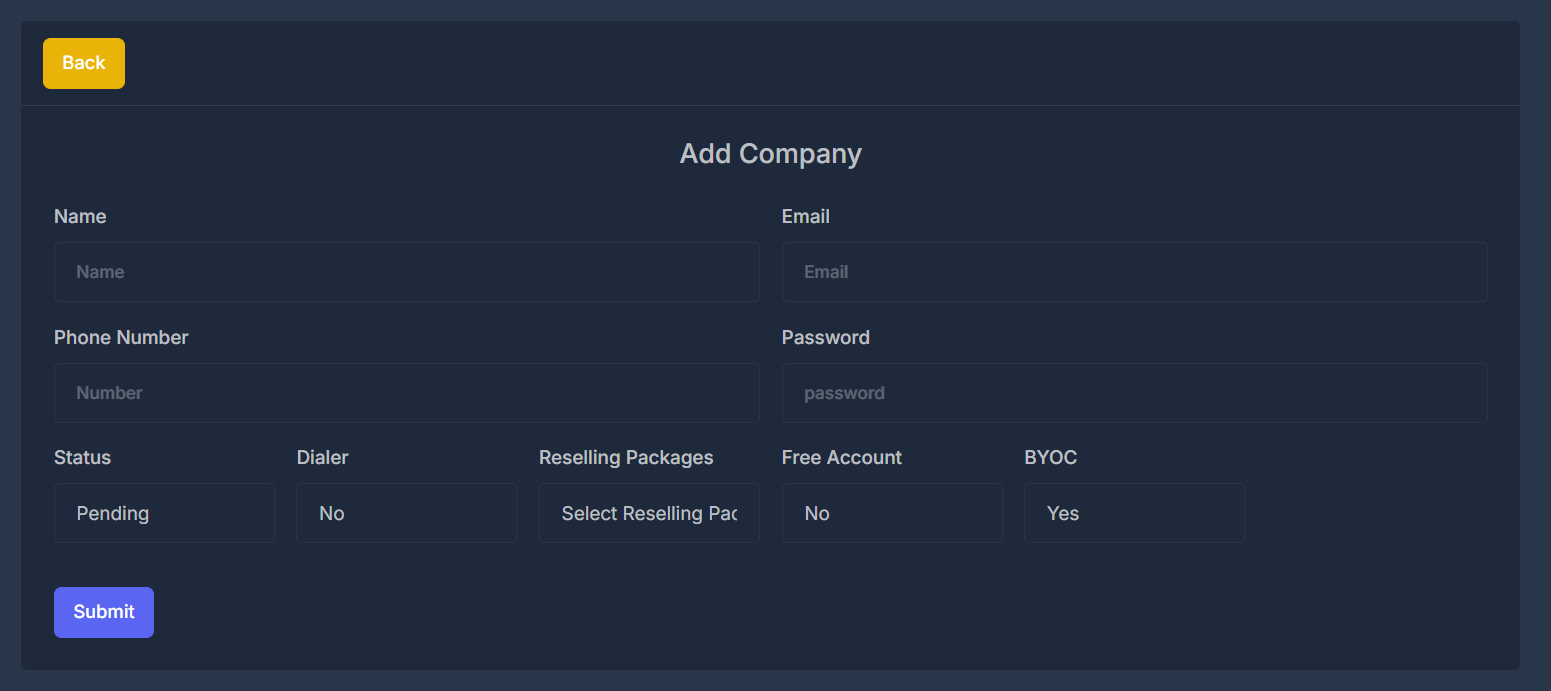 Back
Add Company
Name Email
Name Email
Phone Number Password
Number password
Status Dialer Reselling Packages Free Account BYOC
Pending No Select Reselling Pac No Yes
Submit